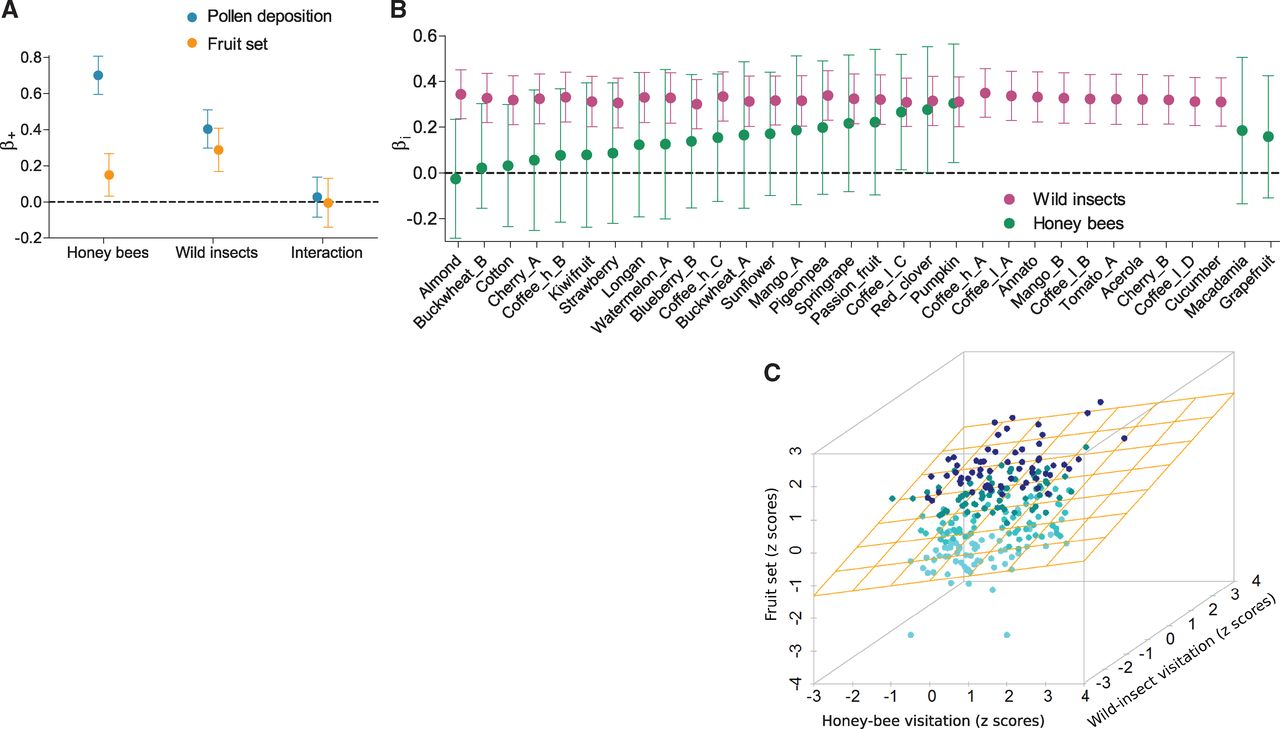 A
Pollen deposition
Fruit set
0.8
0.6
0.4
0.2
0.0
-0.2
β+
Honey bees
Wild insects
Interaction
B
0.6
0.4
0.2
0.0
-0.2
βi
Wild insects
Honey bees
Almond
Buckwheat_B
Cotton
Cherry_A
Coffee_h_B
Kiwifruit
Strawberry
Longan
Watermelon_A
Blueberry_B
Coffee_h_C
Buckwheat_A
Sunflower
Mango_A
Pigeonpea
Springrape
Passion_fruit
Coffee_l_C
Red_clover
Pumpkin
Coffee_h_A
Coffee_l_A
Annato
Mango_B
Coffee_l_B
Tomato_A
Acerola
Cherry_B
Coffee_l_D
Cucumber
Macadamia
Grapefruit
C
3
2
1
0
-1
-2
-3
-4
Fruit set (z scores)
-3
-2
-1
0
1
2
3
4
Honey-bee visitation (z scores)
-3
-2
-1
0
1
2
3
4
Wild-insect visitation (z scores)